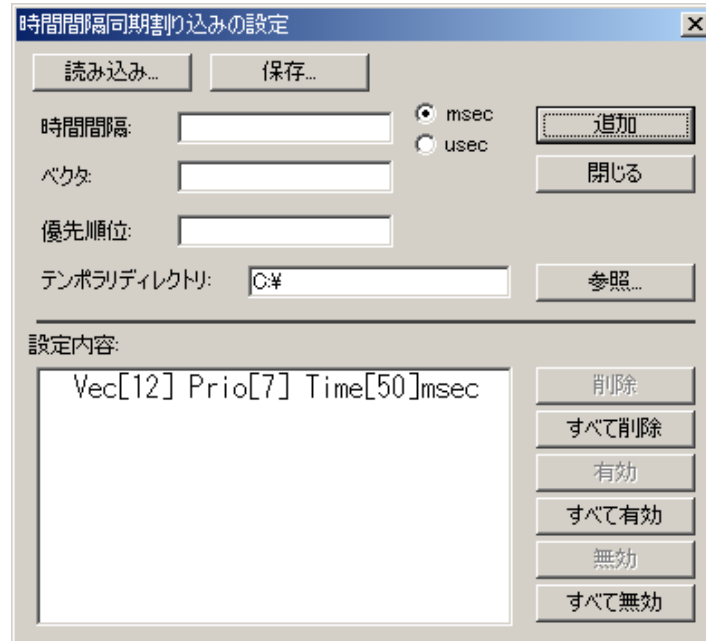 時間間隔同期割り込みの設定
読み込み... 保存...
時間間隔: msec 追加
usec
ベクタ: 閉じる
優先順位:
テンポラリディレクトリ: C:¥ 参照...
設定内容:
Vec[12] Prio[7] Time[50]msec 削除
すべて削除
有効
すべて有効
無効
すべて無効